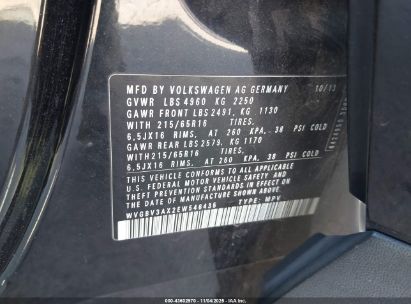 MFD BY VOLKSWAGEN AG GERMANY 10/13
GVWR LBS 4960 KG 2250
GAWR FRONT LBS 2491, KG 1130
WITH 215/65R16 TIRES,
6.5JX16 RIMS, AT 260 KPA, 38 PSI COLD
GAWR REAR LBS 2579, KG 1170
WITH 215/65R16 TIRES,
6.5JX16 RIMS, AT 260 KPA, 38 PSI COLD
THIS VEHICLE CONFORMS TO ALL APPLICABLE
U.S. FEDERAL MOTOR VEHICLE SAFETY, BUMPER AND
THEFT PREVENTION STANDARDS IN EFFECT ON THE
DATE OF MANUFACTURE SHOWN ABOVE.
TYPE: MPV